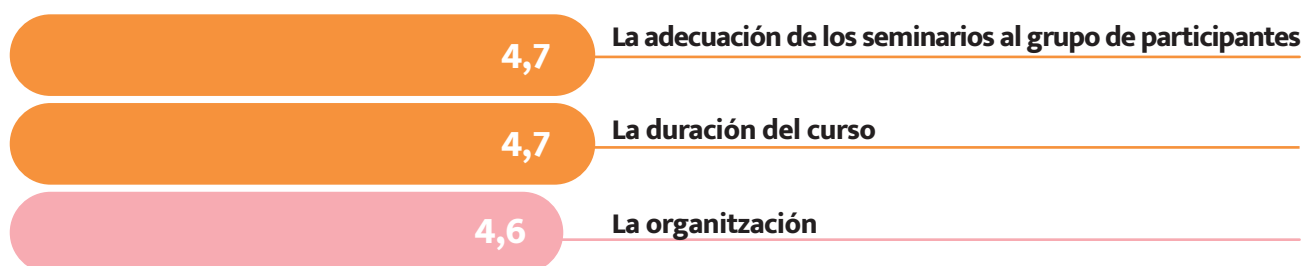 4,7 La adecuación de los seminarios al grupo de participantes
4,7 La duración del curso
4,6 La organitzación